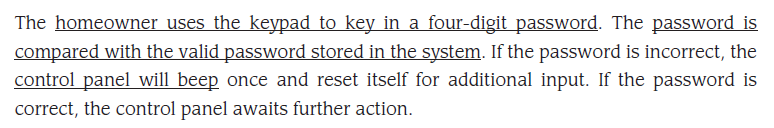 The homeowner uses the keypad to key in a four-digit password. The password is
compared with the valid password stored in the system. If the password is incorrect, the
control panel will beep once and reset itself for additional input. If the password is
correct, the control panel awaits further action.